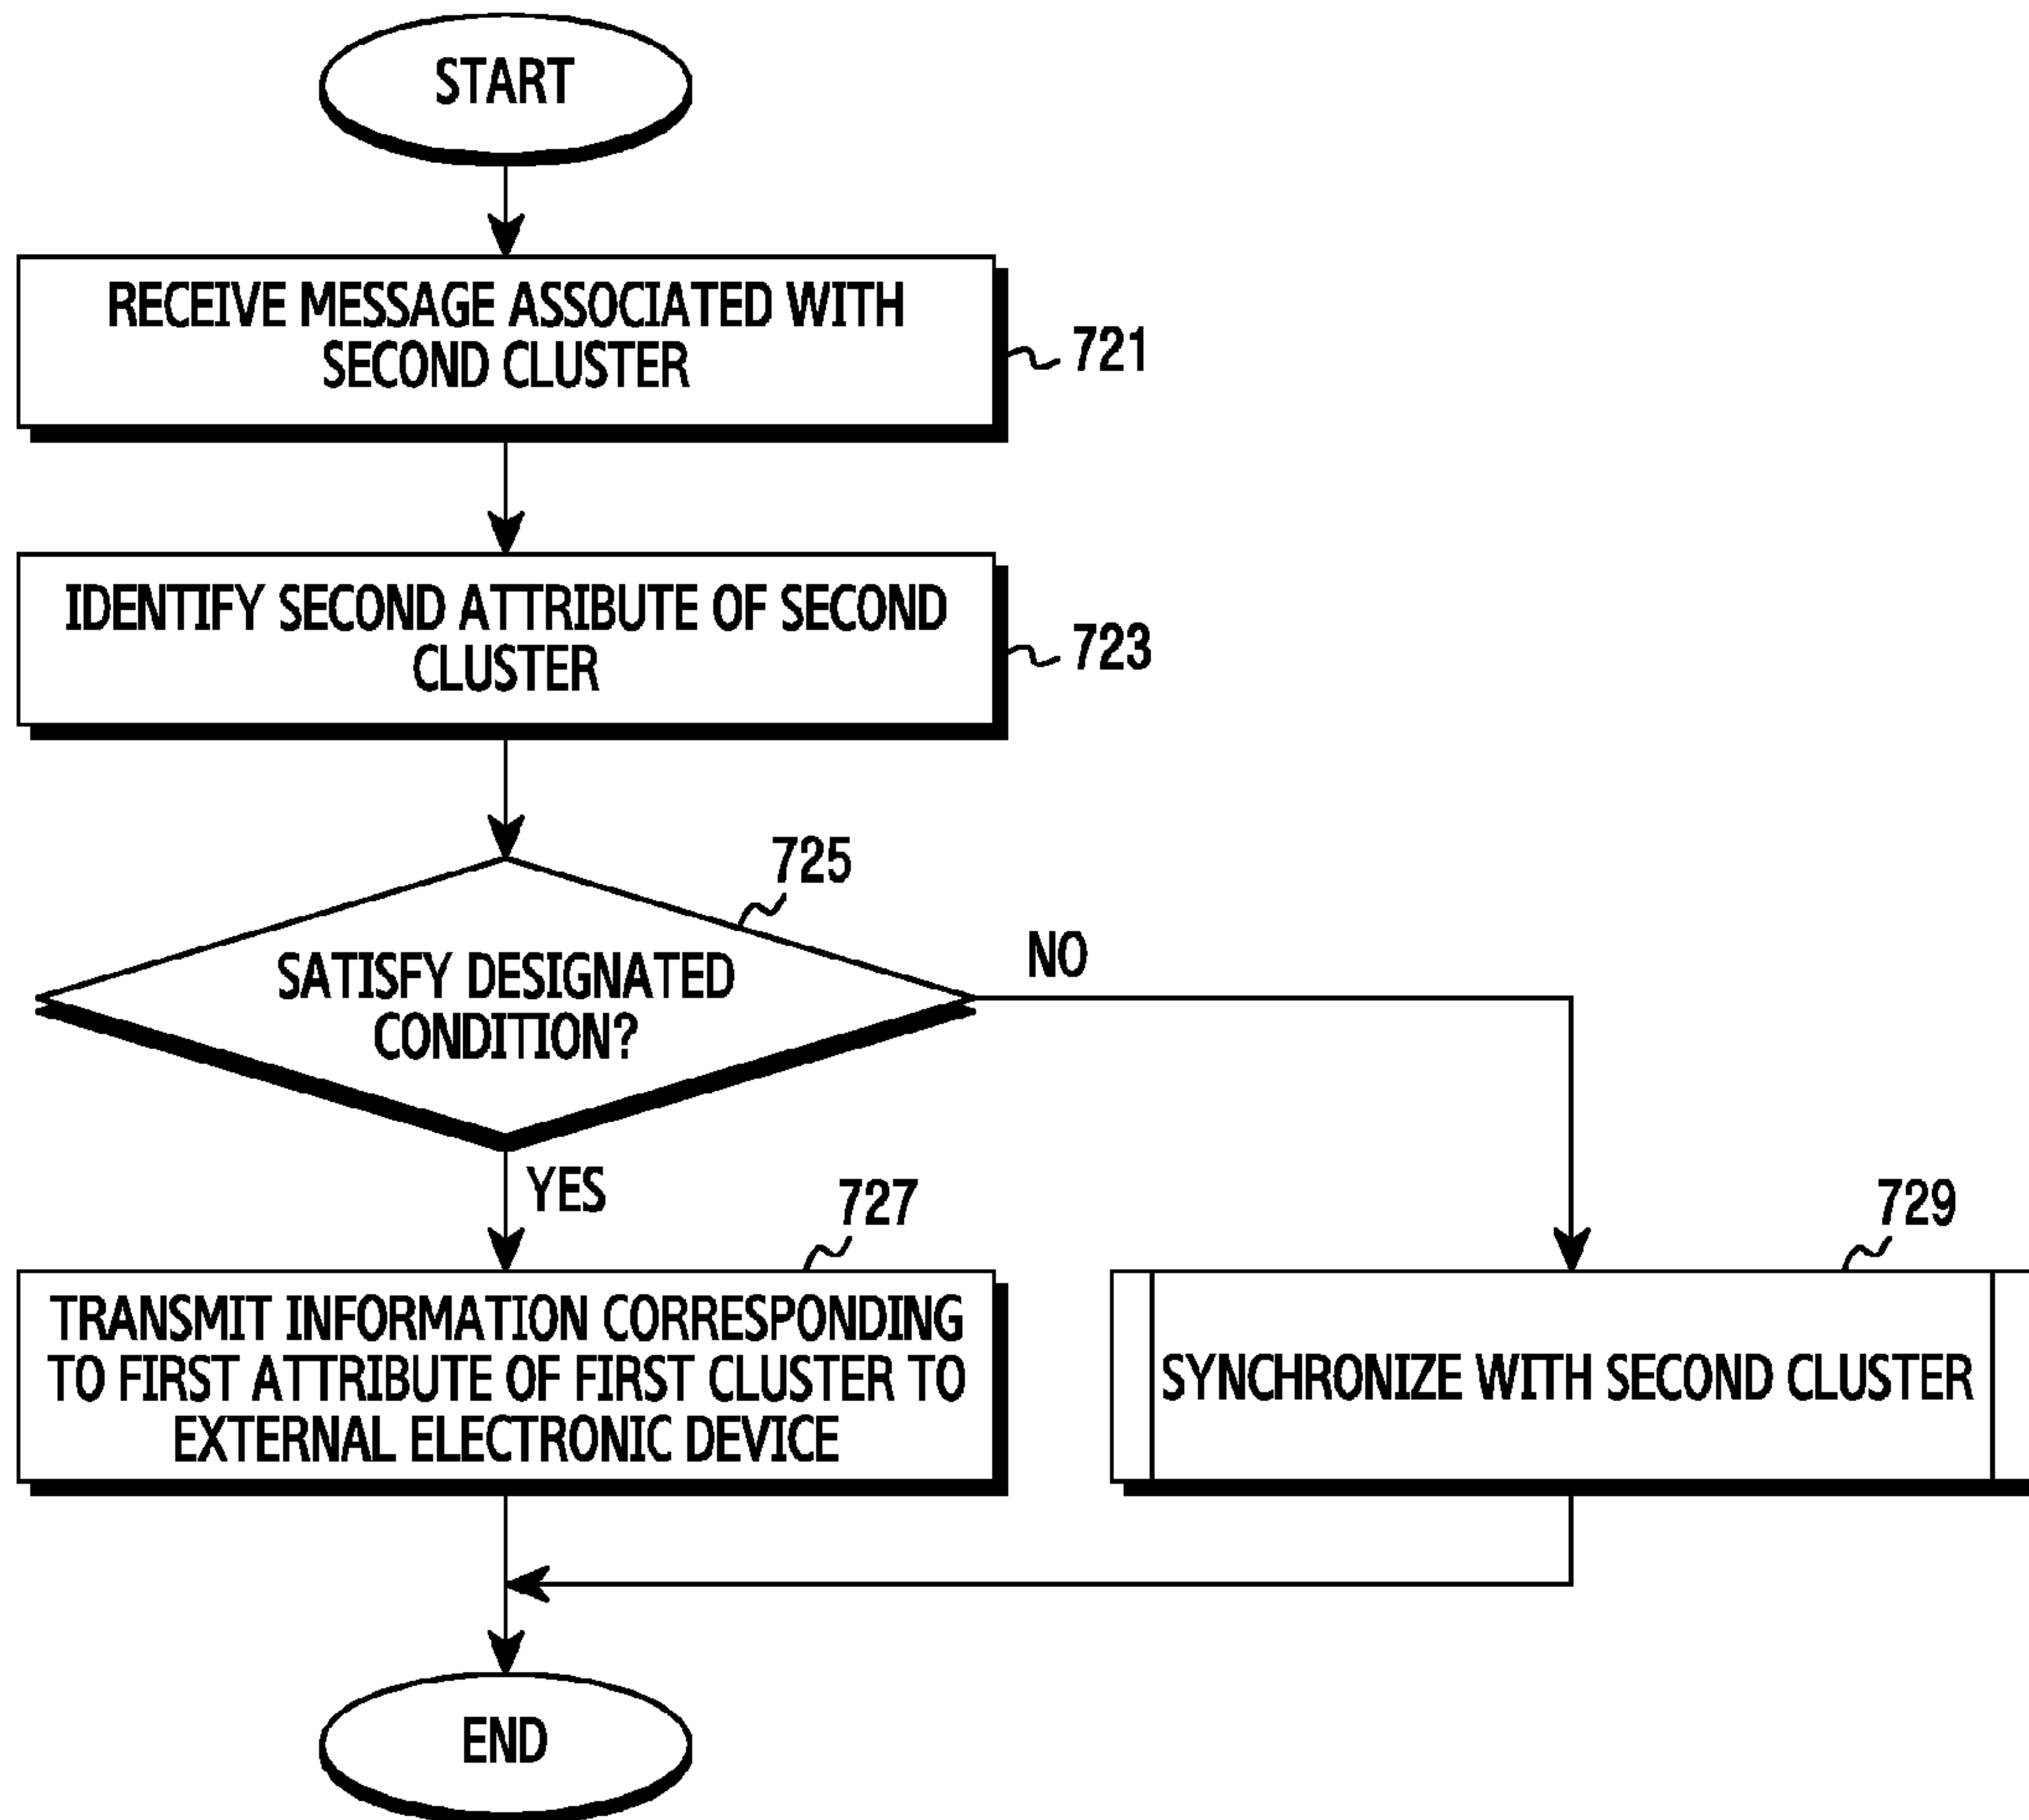 START
RECEIVE MESSAGE ASSOCIATED WITH
SECOND CLUSTER
721
IDENTIFY SECOND ATTRIBUTE OF SECOND
CLUSTER
723
725
SATISFY DESIGNATED
CONDITION?
NO
YES
727
TRANSMIT INFORMATION CORRESPONDING
TO FIRST ATTRIBUTE OF FIRST CLUSTER TO
EXTERNAL ELECTRONIC DEVICE
729
SYNCHRONIZE WITH SECOND CLUSTER
END